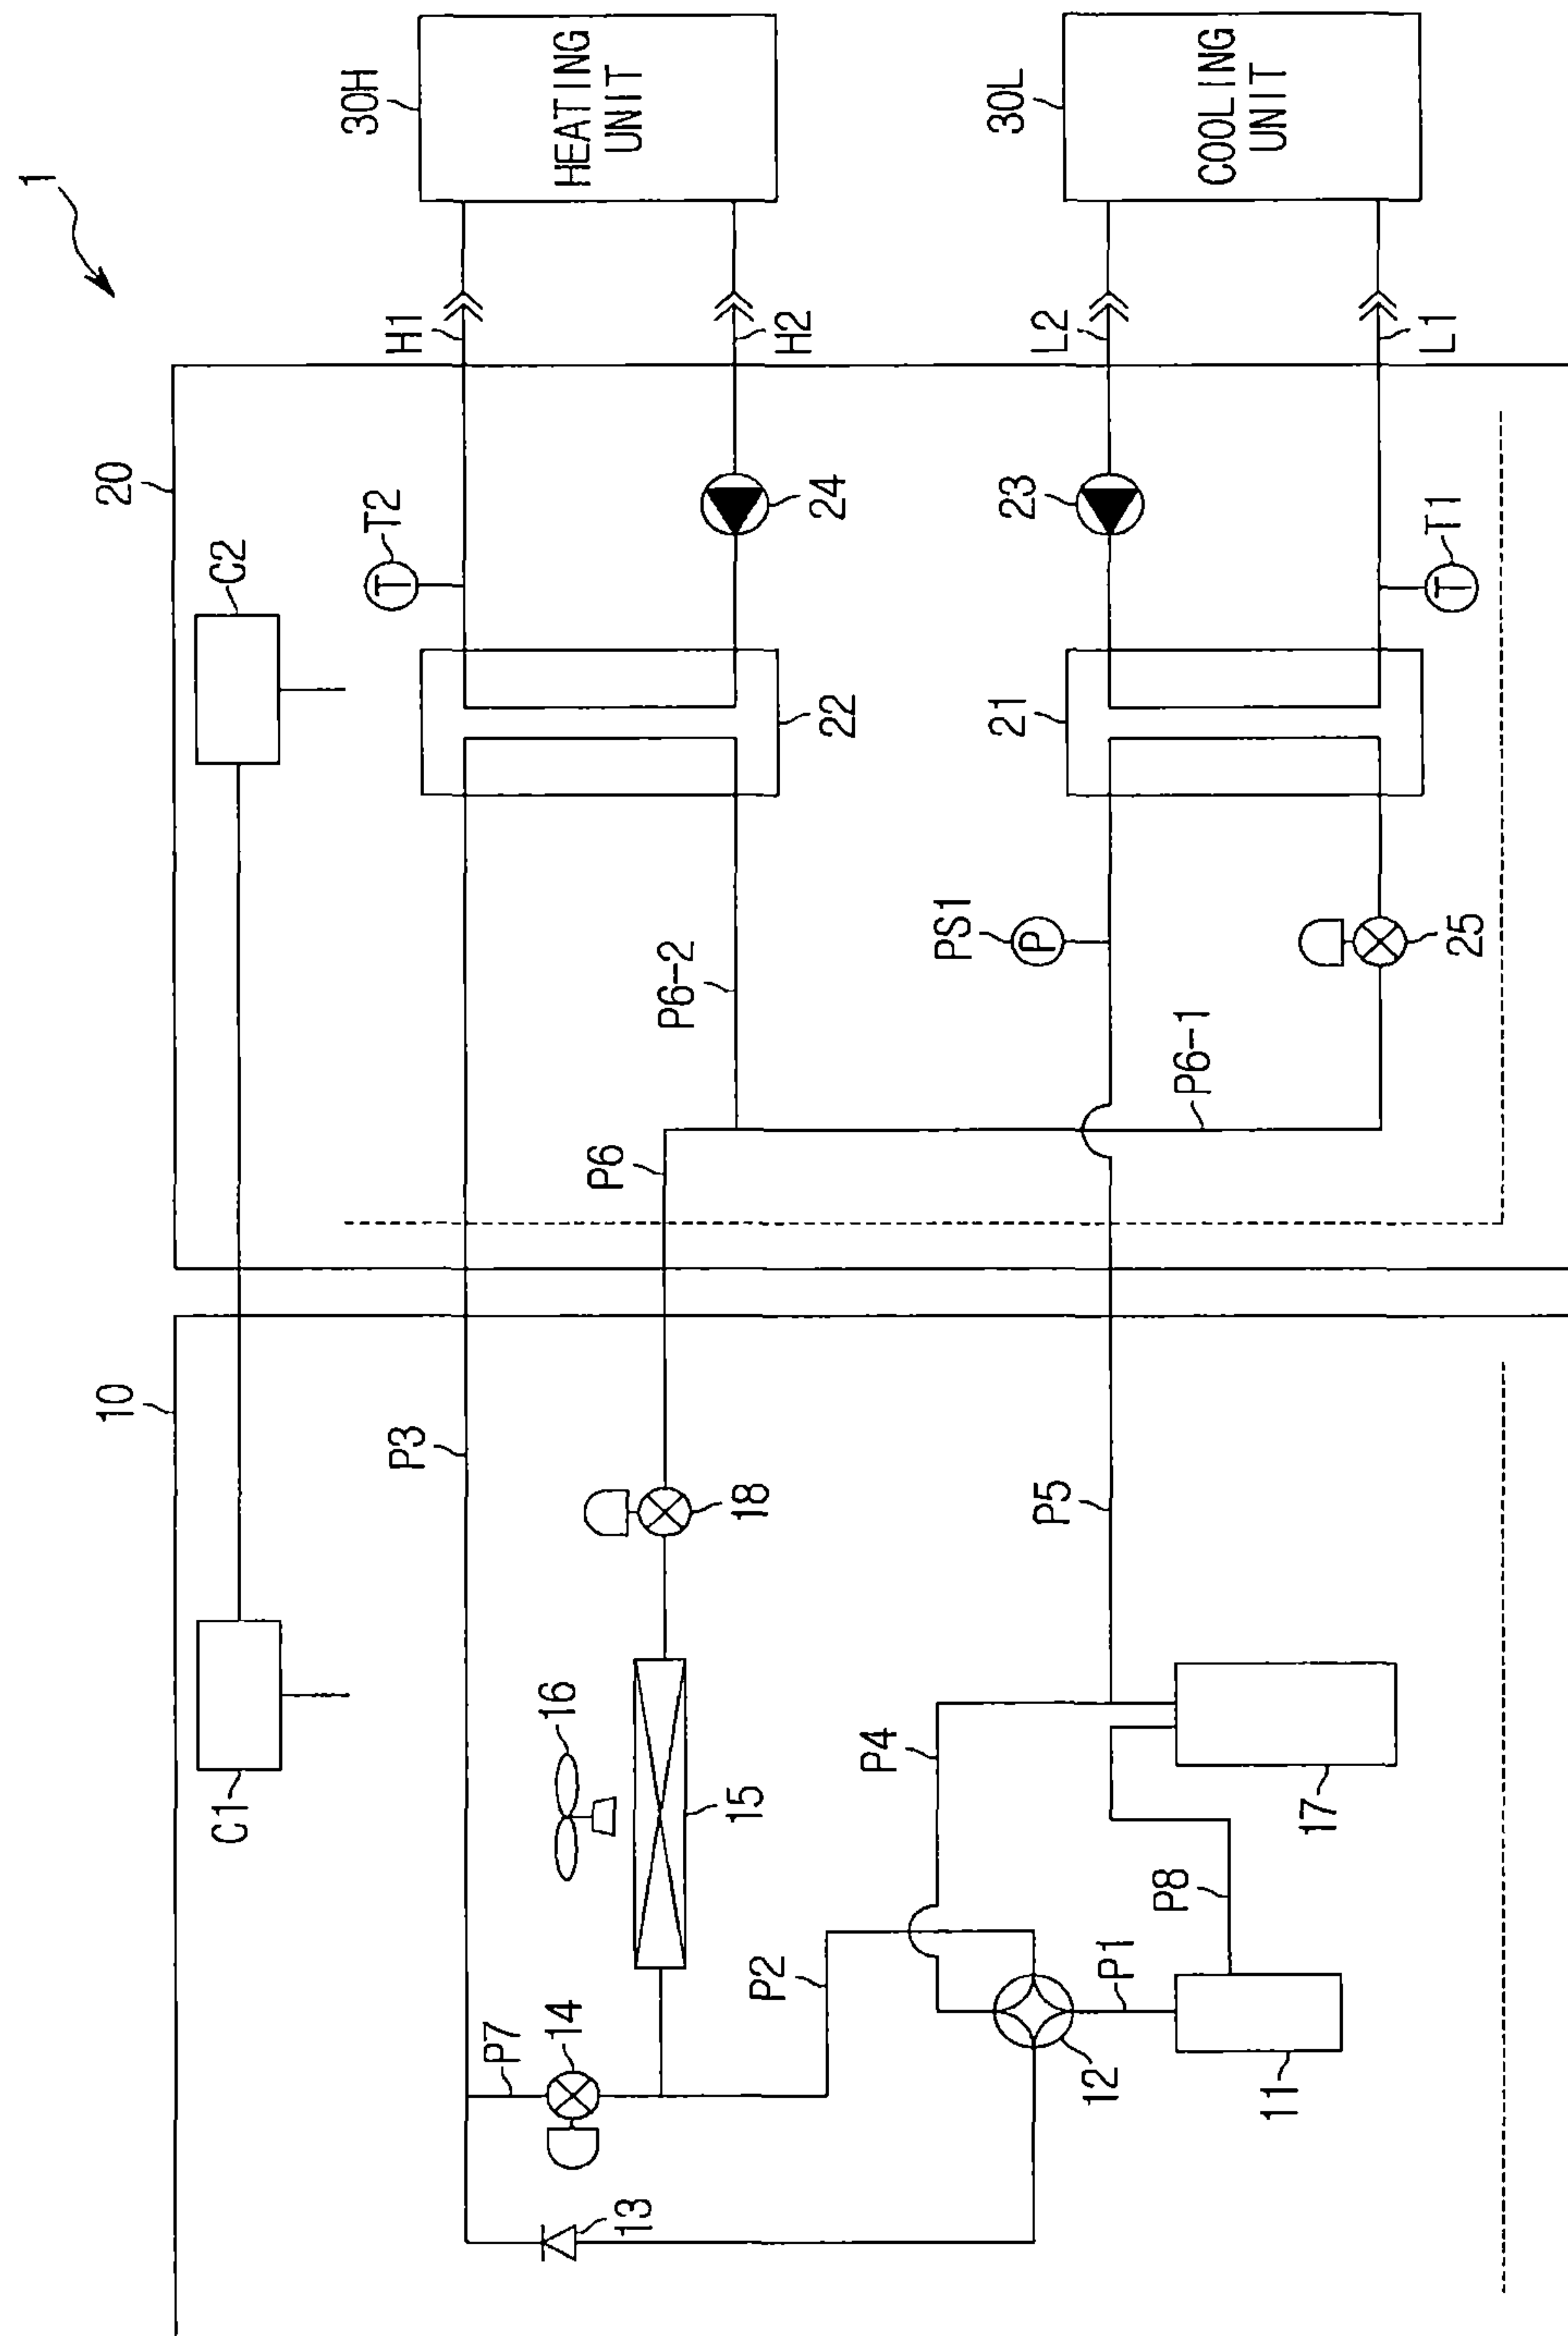 1
10
20
C1
C2
30H
HEATING
UNIT
H1
T2
P3
P7
14
16
13
P6
P6-2
15
18
P2
22
24
H2
P4
PS1
21
23
L2
30L
COOLING
UNIT
P5
12
P1
P8
P6-1
11
17
25
T1
L1